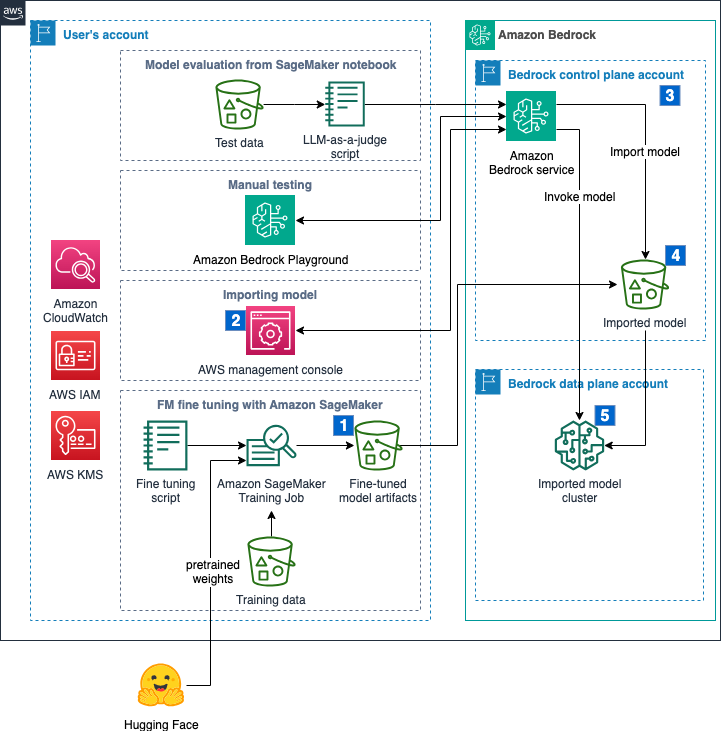 aws
User's account
Amazon Bedrock
Model evaluation from SageMaker notebook
Test data
LLM-as-a-judge
script
Bedrock control plane account
3
Amazon
Bedrock service
Import model
Invoke model
Manual testing
Amazon Bedrock Playground
4
Imported model
Amazon
CloudWatch
AWS IAM
AWS KMS
Importing model
2
AWS management console
Bedrock data plane account
5
Imported model
cluster
FM fine tuning with Amazon SageMaker
1
Fine tuning
script
Amazon SageMaker
Training Job
Fine-tuned
model artifacts
pretrained
weights
Training data
Hugging Face